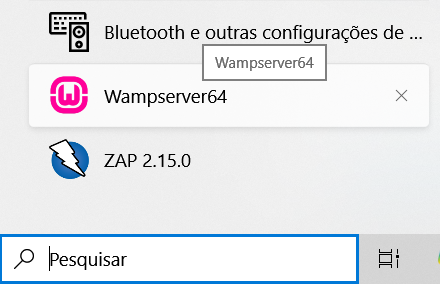 Bluetooth e outras configurações de ...
Wampserver64
Wampserver64
ZAP 2.15.0
Pesquisar